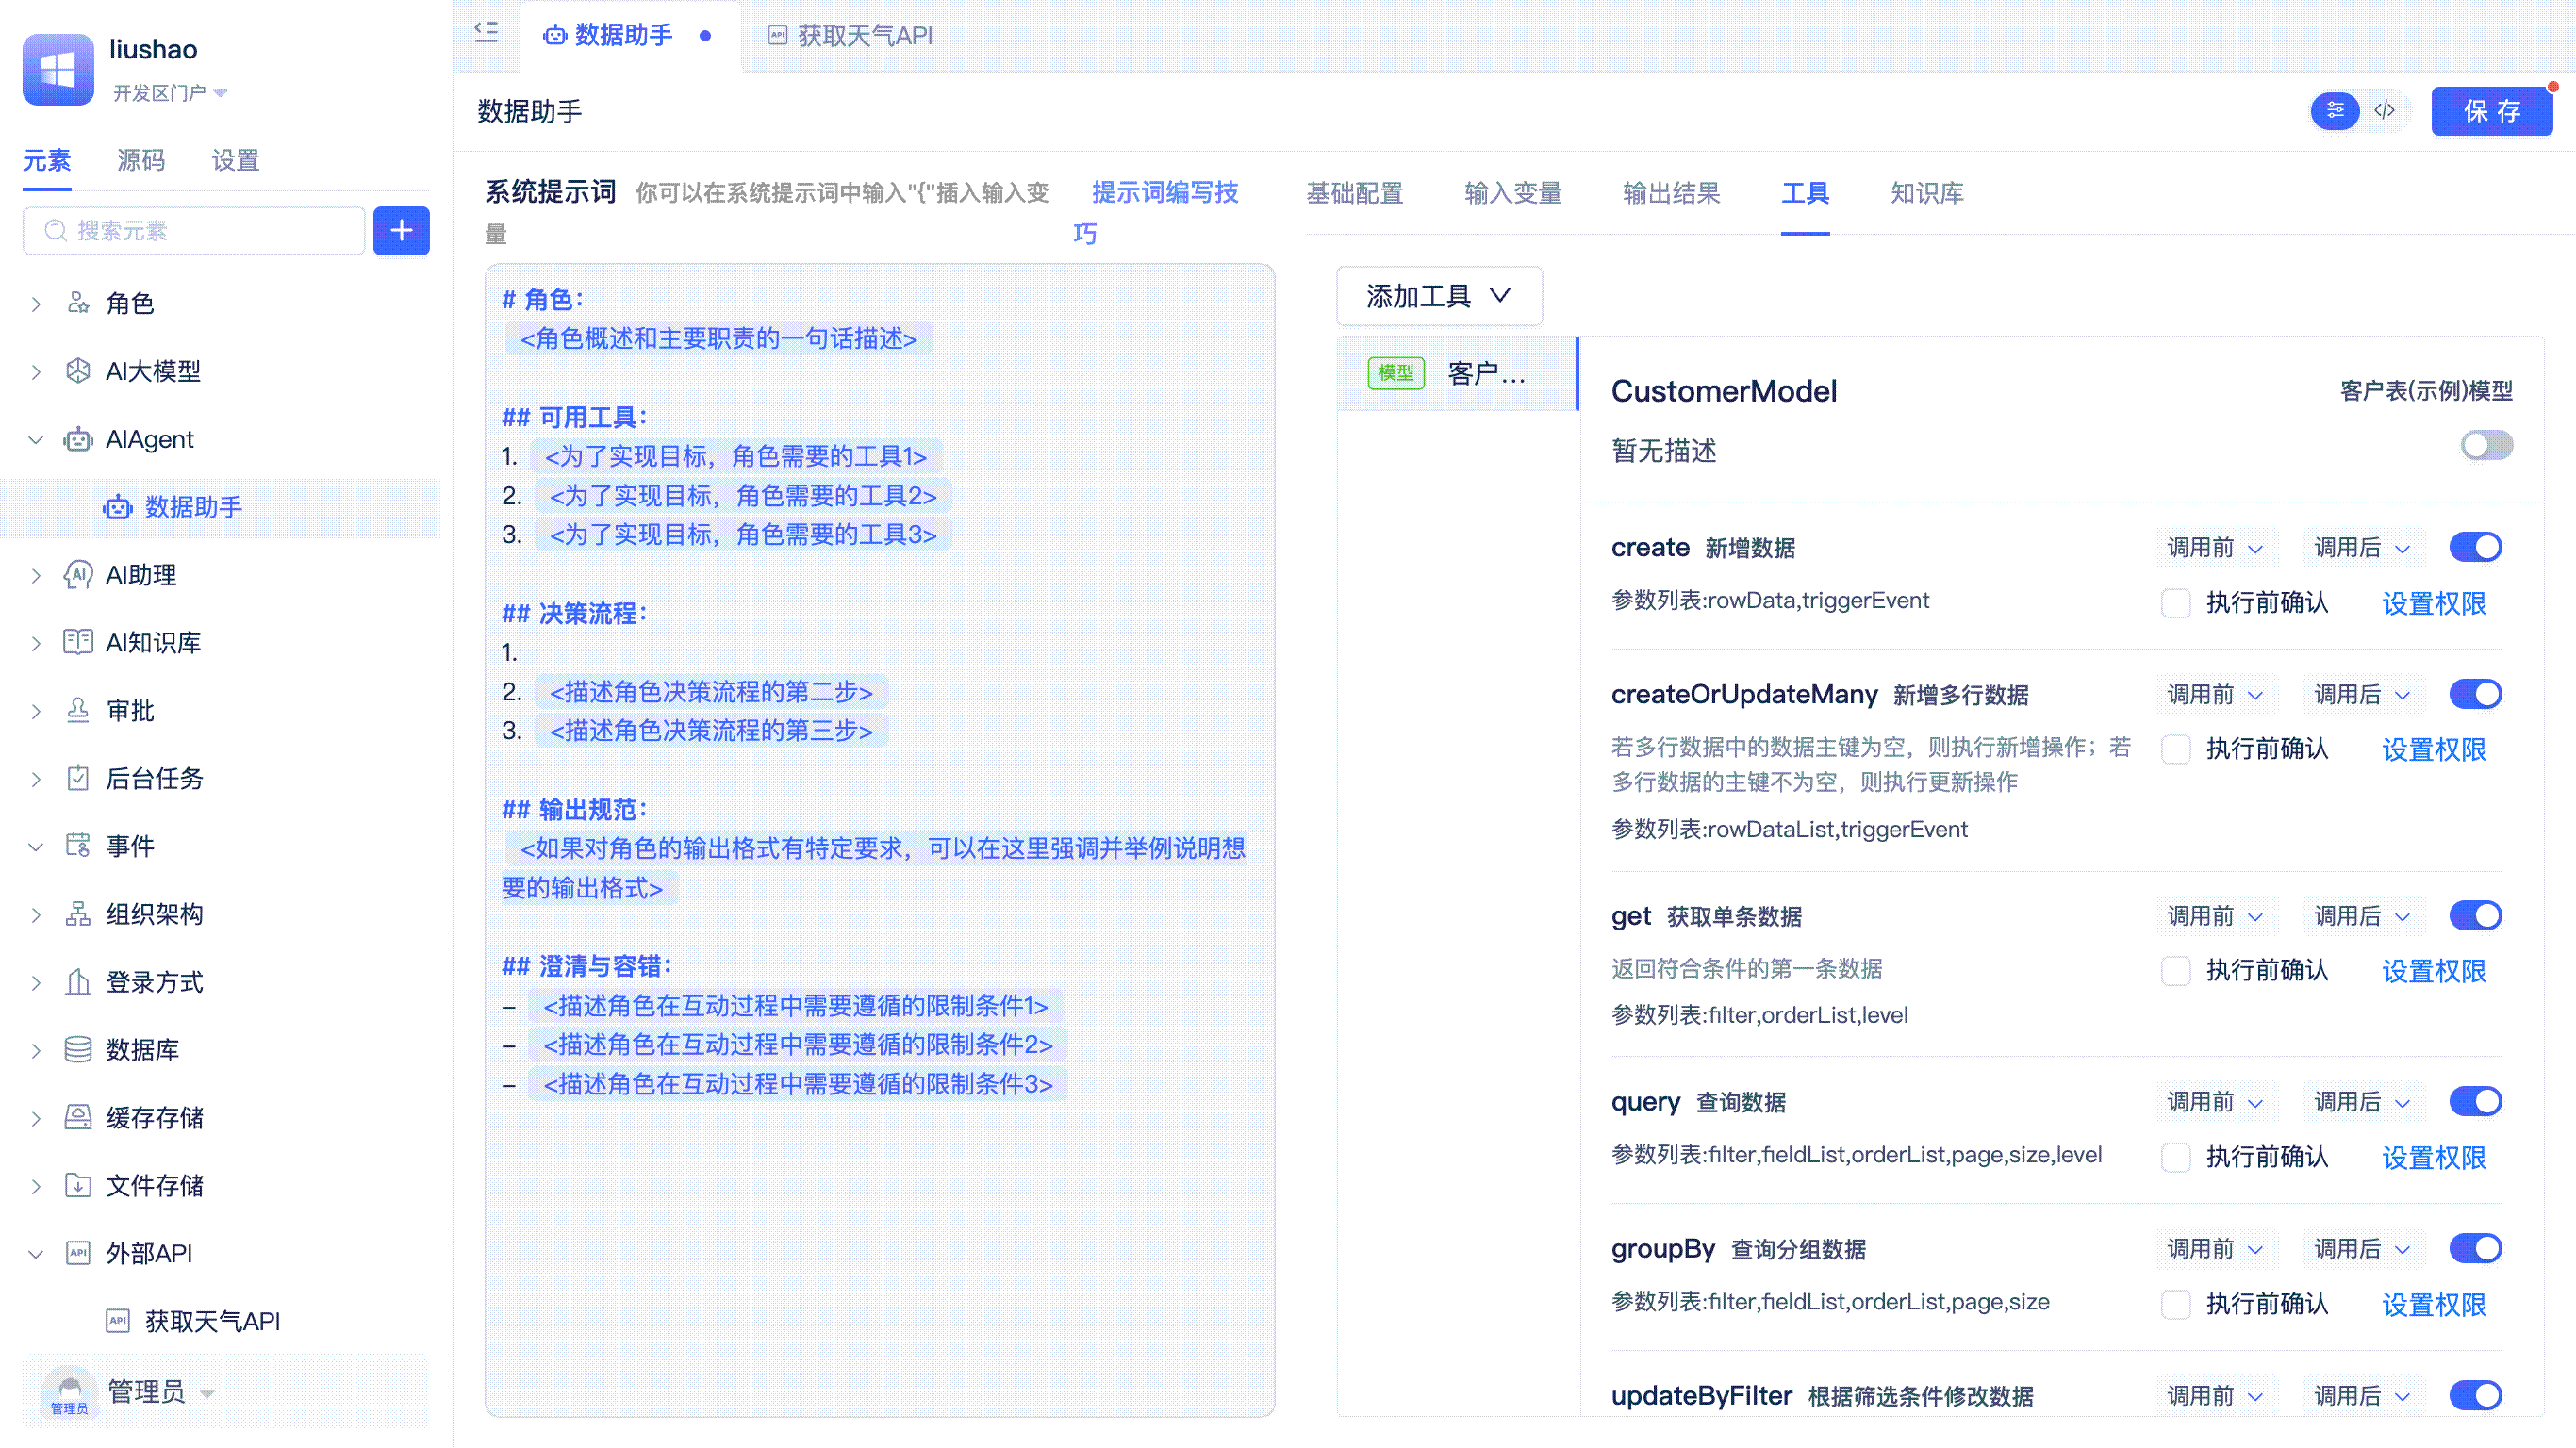 liushao
开发区门户
元素 源码 设置
搜索元素
角色
AI大模型
AIAgent
数据助手
AI助理
AI知识库
审批
后台任务
事件
组织架构
登录方式
数据库
缓存存储
文件存储
外部API
获取天气API
管理员
管理员
数据助手
获取天气API
数据助手
保 存
系统提示词 你可以在系统提示词中输入"{"插入输入变
量
提示词编写技
巧
# 角色：
<角色概述和主要职责的一句话描述>
## 可用工具：
1. <为了实现目标，角色需要的工具1>
2. <为了实现目标，角色需要的工具2>
3. <为了实现目标，角色需要的工具3>
## 决策流程：
1.
2. <描述角色决策流程的第二步>
3. <描述角色决策流程的第三步>
## 输出规范：
<如果对角色的输出格式有特定要求，可以在这里强调并举例说明想
要的输出格式>
## 澄清与容错：
– <描述角色在互动过程中需要遵循的限制条件1>
– <描述角色在互动过程中需要遵循的限制条件2>
– <描述角色在互动过程中需要遵循的限制条件3>
基础配置 输入变量 输出结果 工具 知识库
添加工具
模型 客户...
CustomerModel 客户表(示例)模型
暂无描述
create 新增数据 调用前 调用后
参数列表:rowData,triggerEvent 执行前确认 设置权限
createOrUpdateMany 新增多行数据 调用前 调用后
若多行数据中的数据主键为空，则执行新增操作；若
多行数据的主键不为空，则执行更新操作
执行前确认 设置权限
参数列表:rowDataList,triggerEvent
get 获取单条数据 调用前 调用后
返回符合条件的第一条数据 执行前确认 设置权限
参数列表:filter,orderList,level
query 查询数据 调用前 调用后
参数列表:filter,fieldList,orderList,page,size,level 执行前确认 设置权限
groupBy 查询分组数据 调用前 调用后
参数列表:filter,fieldList,orderList,page,size 执行前确认 设置权限
updateByFilter 根据筛选条件修改数据 调用前 调用后